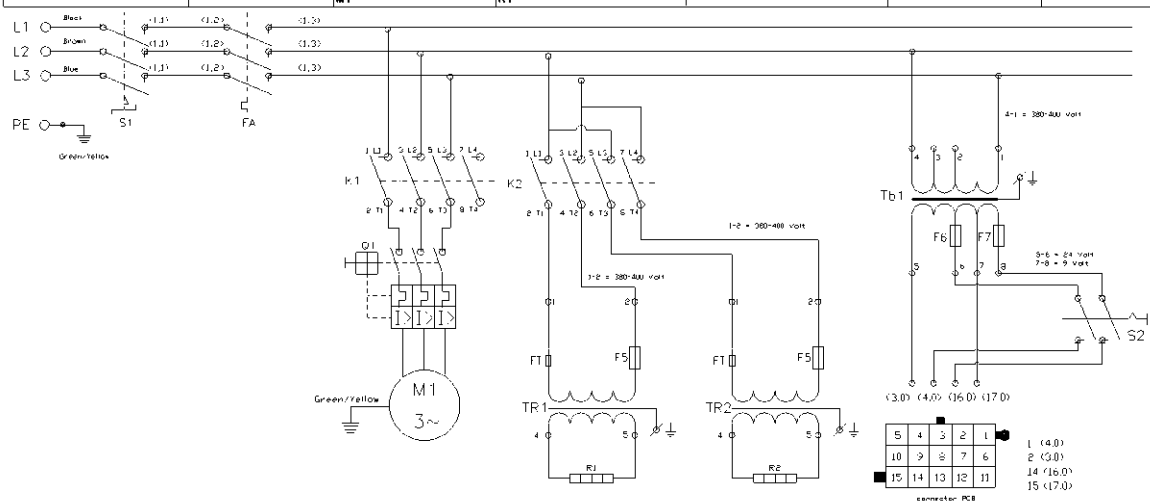 L1 Black (1,1) (1,2) (1,3)
L2 Brown (1,1) (1,2) (1,3)
L3 Blue (1,1) (1,2) (1,3)
S1 FA
PE
Green/Yellow
4-1 = 380-400 Volt
1 L1 3 L2 5 L3 7 L4
1 L1 3 L2 5 L3 7 L4
4 3 2 1
K1
K2
Tb1
2 T1 4 T2 6 T3 8 T4
2 T1 4 T2 6 T3
1-2 = 380-400 Volt
F6 F7
Q1
5 6 7 8
5-6 = 24 Volt
7-8 = 9 Volt
1-2 = 380-400 Volt
I> I> I>
1 2 1 2
S2
FT F5 FT F5
M1
3~
Green/Yellow
TR1 TR2
(3.0) (4.0) (16.0) (17.0)
4 5 4 5
R1 R2
5 4 3 2 1
10 9 8 7 6
15 14 13 12 11
1 (4.0)
2 (3.0)
14 (16.0)
15 (17.0)
connector PCB